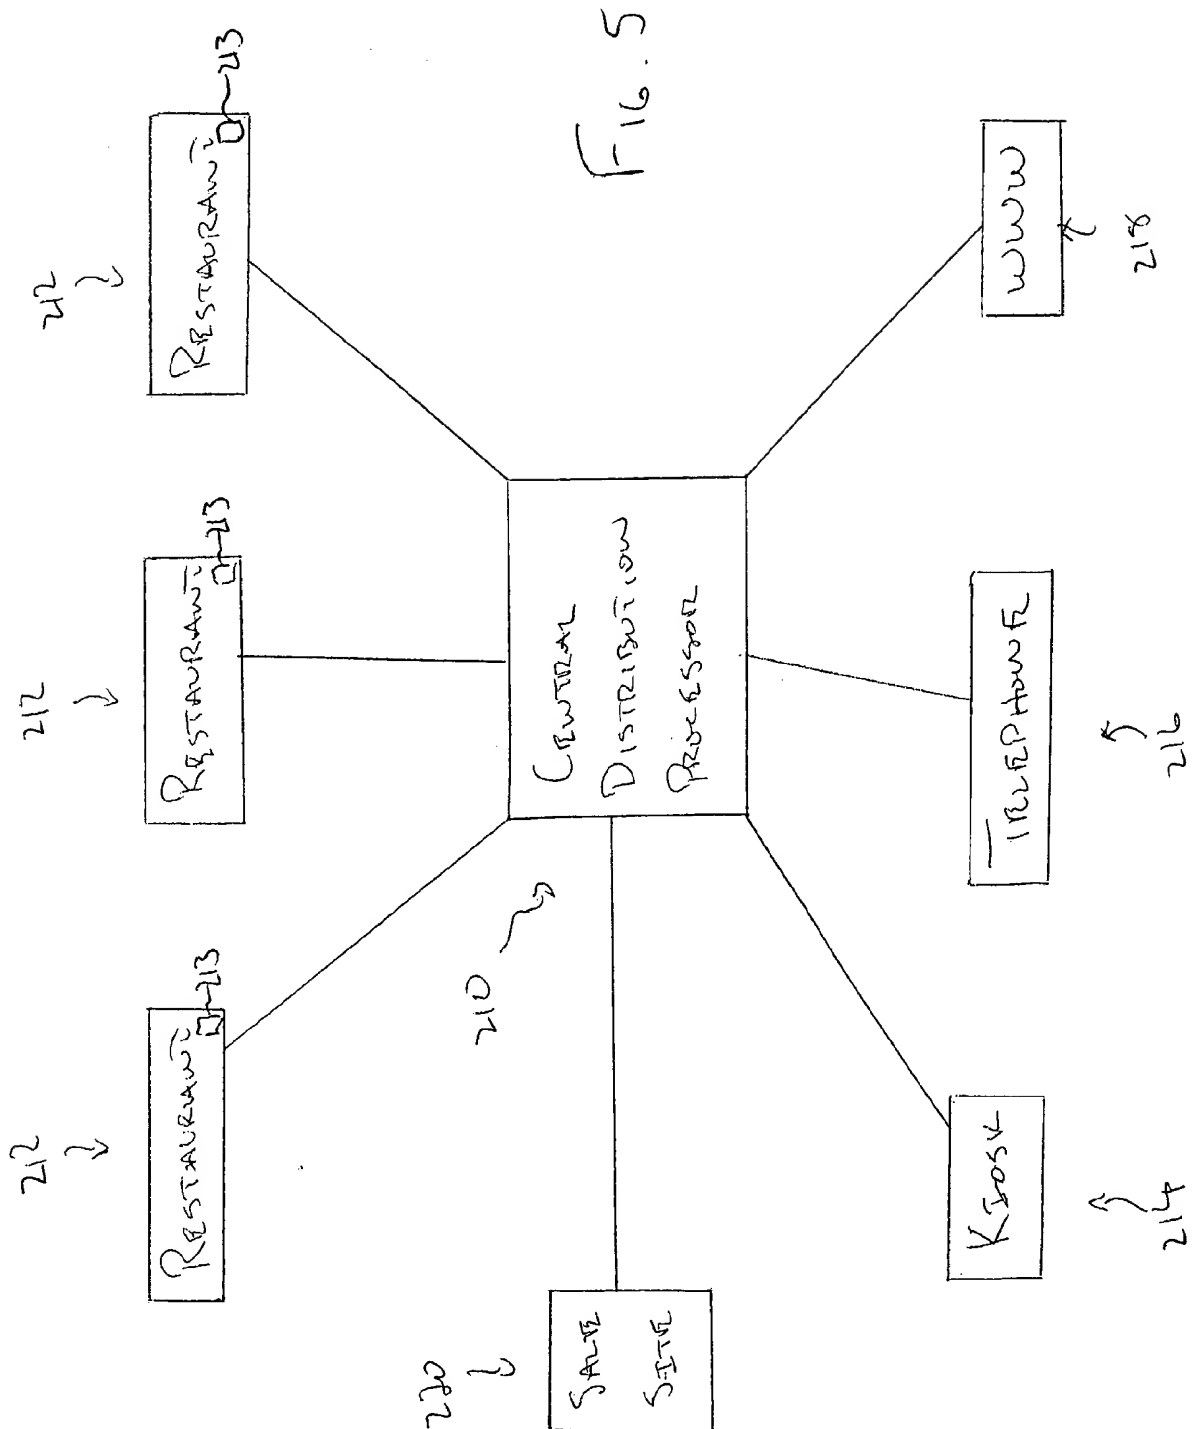 212
212
212
RESTAURANT
213
RESTAURANT
213
RESTAURANT
213
220
SALE
SITE
210
CENTRAL
DISTRIBUTION
PROCESSOR
KIOSK
TELEPHONE
WWW
214
216
218
FIG. 5